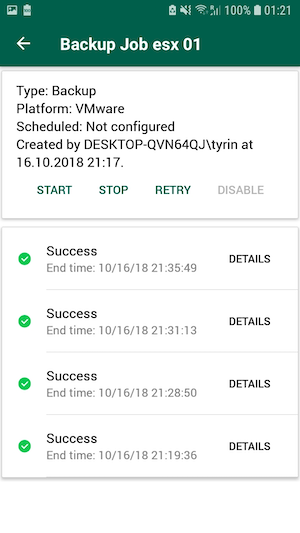 100% 01:21
Backup Job esx 01
Type: Backup
Platform: VMware
Scheduled: Not configured
Created by DESKTOP-QVN64QJ\tyrin at
16.10.2018 21:17.
START STOP RETRY DISABLE
Success
End time: 10/16/18 21:35:49
DETAILS
Success
End time: 10/16/18 21:31:13
DETAILS
Success
End time: 10/16/18 21:28:50
DETAILS
Success
End time: 10/16/18 21:19:36
DETAILS